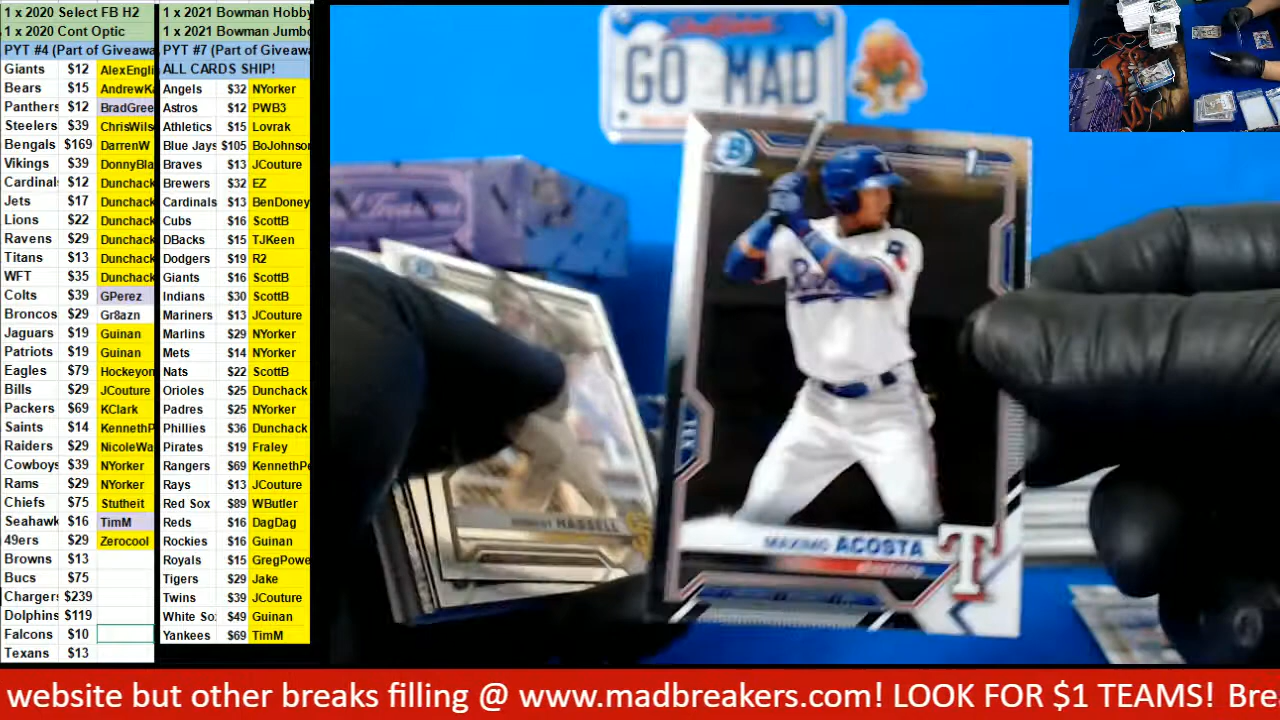 1 x 2020 Select FB H2
1 x 2020 Cont Optic
PYT #4 (Part of Giveawa
Giants $12 AlexEngli
Bears $15 AndrewKa
Panthers $12 BradGree
Steelers $39 ChrisWils
Bengals $169 DarrenW
Vikings $39 DonnyBla
Cardinal $12 Dunchack
Jets $17 Dunchack
Lions $22 Dunchack
Ravens $29 Dunchack
Titans $13 Dunchack
WFT $35 Dunchack
Colts $39 GPerez
Broncos $29 Gr8azn
Jaguars $19 Guinan
Patriots $19 Guinan
Eagles $79 Hockeyon
Bills $29 JCouture
Packers $69 KClark
Saints $14 KennethP
Raiders $29 NicoleWa
Cowboys $39 NYorker
Rams $29 NYorker
Chiefs $75 Stutheit
Seahawk $16 TimM
49ers $29 Zerocool
Browns $13
Bucs $75
Chargers $239
Dolphins $119
Falcons $10
Texans $13
1 x 2021 Bowman Hobby
1 x 2021 Bowman Jumbo
PYT #7 (Part of Giveawa
ALL CARDS SHIP!
Angels $32 NYorker
Astros $12 PWB3
Athletics $15 Lovrak
Blue Jays $105 BoJohnson
Braves $13 JCouture
Brewers $32 EZ
Cardinals $13 BenDoney
Cubs $16 ScottB
DBacks $15 TJKeen
Dodgers $19 R2
Giants $16 ScottB
Indians $30 ScottB
Mariners $13 JCouture
Marlins $29 NYorker
Mets $14 NYorker
Nats $22 ScottB
Orioles $25 Dunchack
Padres $25 NYorker
Phillies $36 Dunchack
Pirates $19 Fraley
Rangers $69 KennethPe
Rays $13 JCouture
Red Sox $89 WButler
Reds $16 DagDag
Rockies $16 Guinan
Royals $15 GregPowe
Tigers $29 Jake
Twins $39 JCouture
White So $49 Guinan
Yankees $69 TimM
GO MAD
B
TEX
HASSELL
MAXIMO ACOSTA
T
website but other breaks filling @ www.madbreakers.com! LOOK FOR $1 TEAMS! Bre